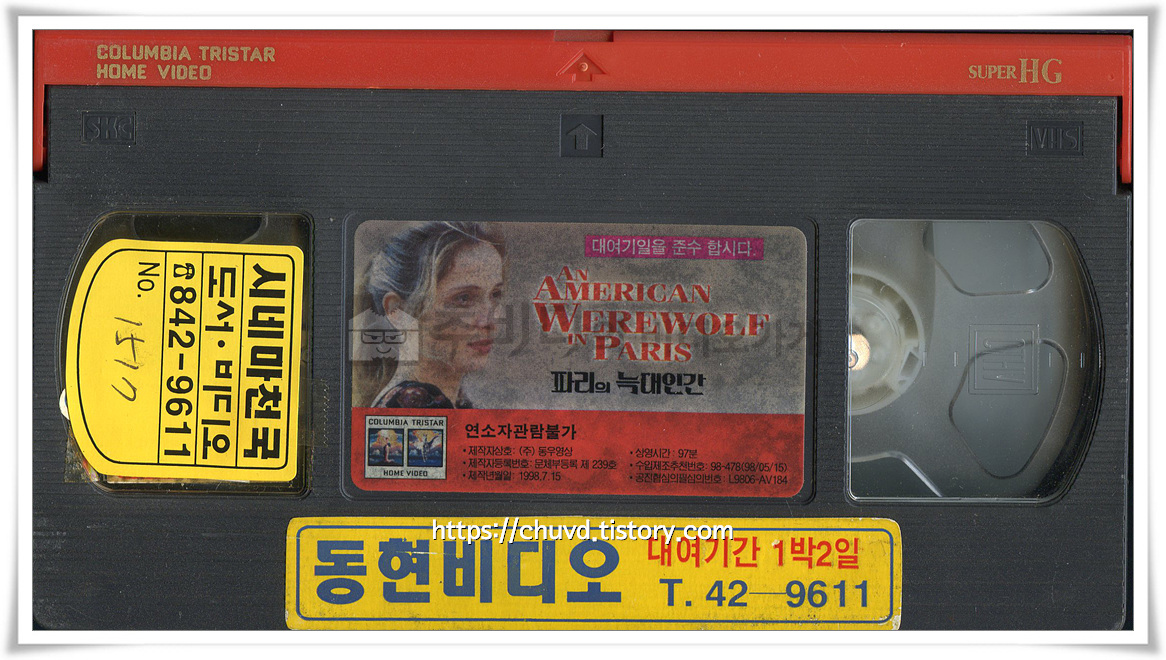 COLUMBIA TRISTAR
HOME VIDEO
SUPER HG
SKC
VHS
시네마천국
도서·비디오
☎842-9611
No.
대여기일을 준수 합시다.
AN
AMERICAN
WEREWOLF
IN PARIS
파리의 늑대인간
COLUMBIA TRISTAR
HOME VIDEO
연소자관람불가
• 제작자상호: (주) 동우영상
• 제작자등록번호: 문체부등록 제 239호
• 제작년월일: 1998.7.15
• 상영시간: 97분
• 수입제조추천번호: 98-478(98/05/15)
• 공진협심의필심의번호: L9806-AV184
VHS
https://chuvd.tistory.com
동현비디오
대여기간 1박2일
T. 42-9611